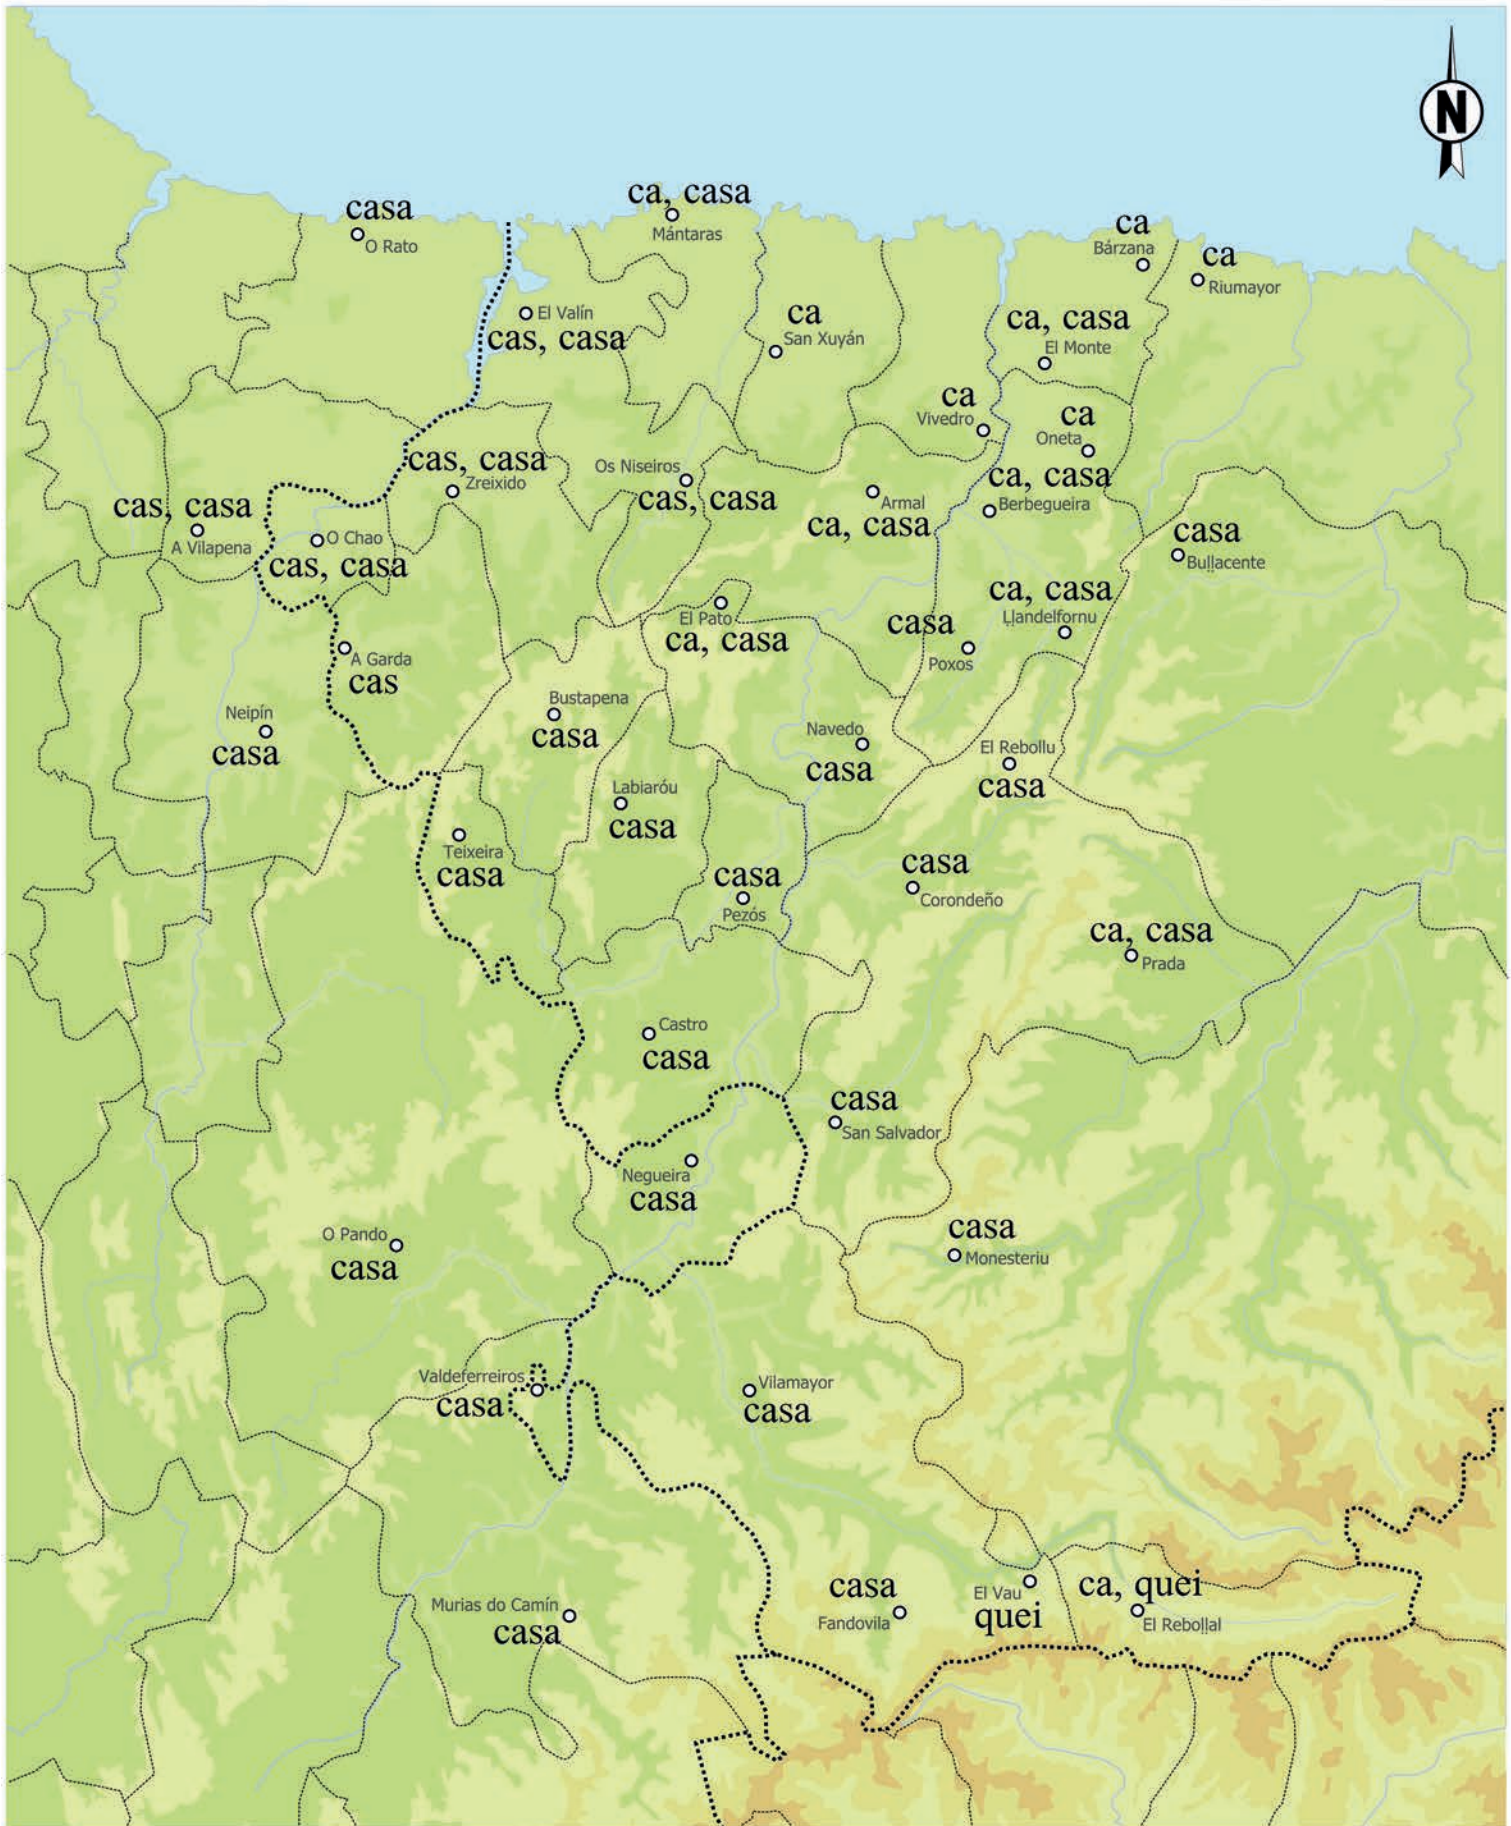 N
ca, casa
Mántaras
casa
O Rato
ca
Bárzana
ca
Riumayor
El Valín
cas, casa
ca
San Xuyán
ca, casa
El Monte
ca
Vivedro
ca
Oneta
cas, casa
Zreixido
Os Niseiros
cas, casa
ca, casa
Berbegueira
Armal
ca, casa
cas, casa
A Vilapena
O Chao
cas, casa
casa
Buḷḷacente
ca, casa
Ḷḷandelfornu
El Pato
ca, casa
casa
Poxos
A Garda
cas
Bustapena
casa
Neipín
casa
Navedo
casa
El Rebollu
casa
Labiaróu
casa
Teixeira
casa
casa
Pezós
casa
Corondeño
ca, casa
Prada
Castro
casa
casa
San Salvador
Negueira
casa
O Pando
casa
casa
Monesteriu
Valdeferreiros
casa
Vilamayor
casa
casa
Fandovila
El Vau
quei
ca, quei
El Reboḷḷal
Murias do Camín
casa